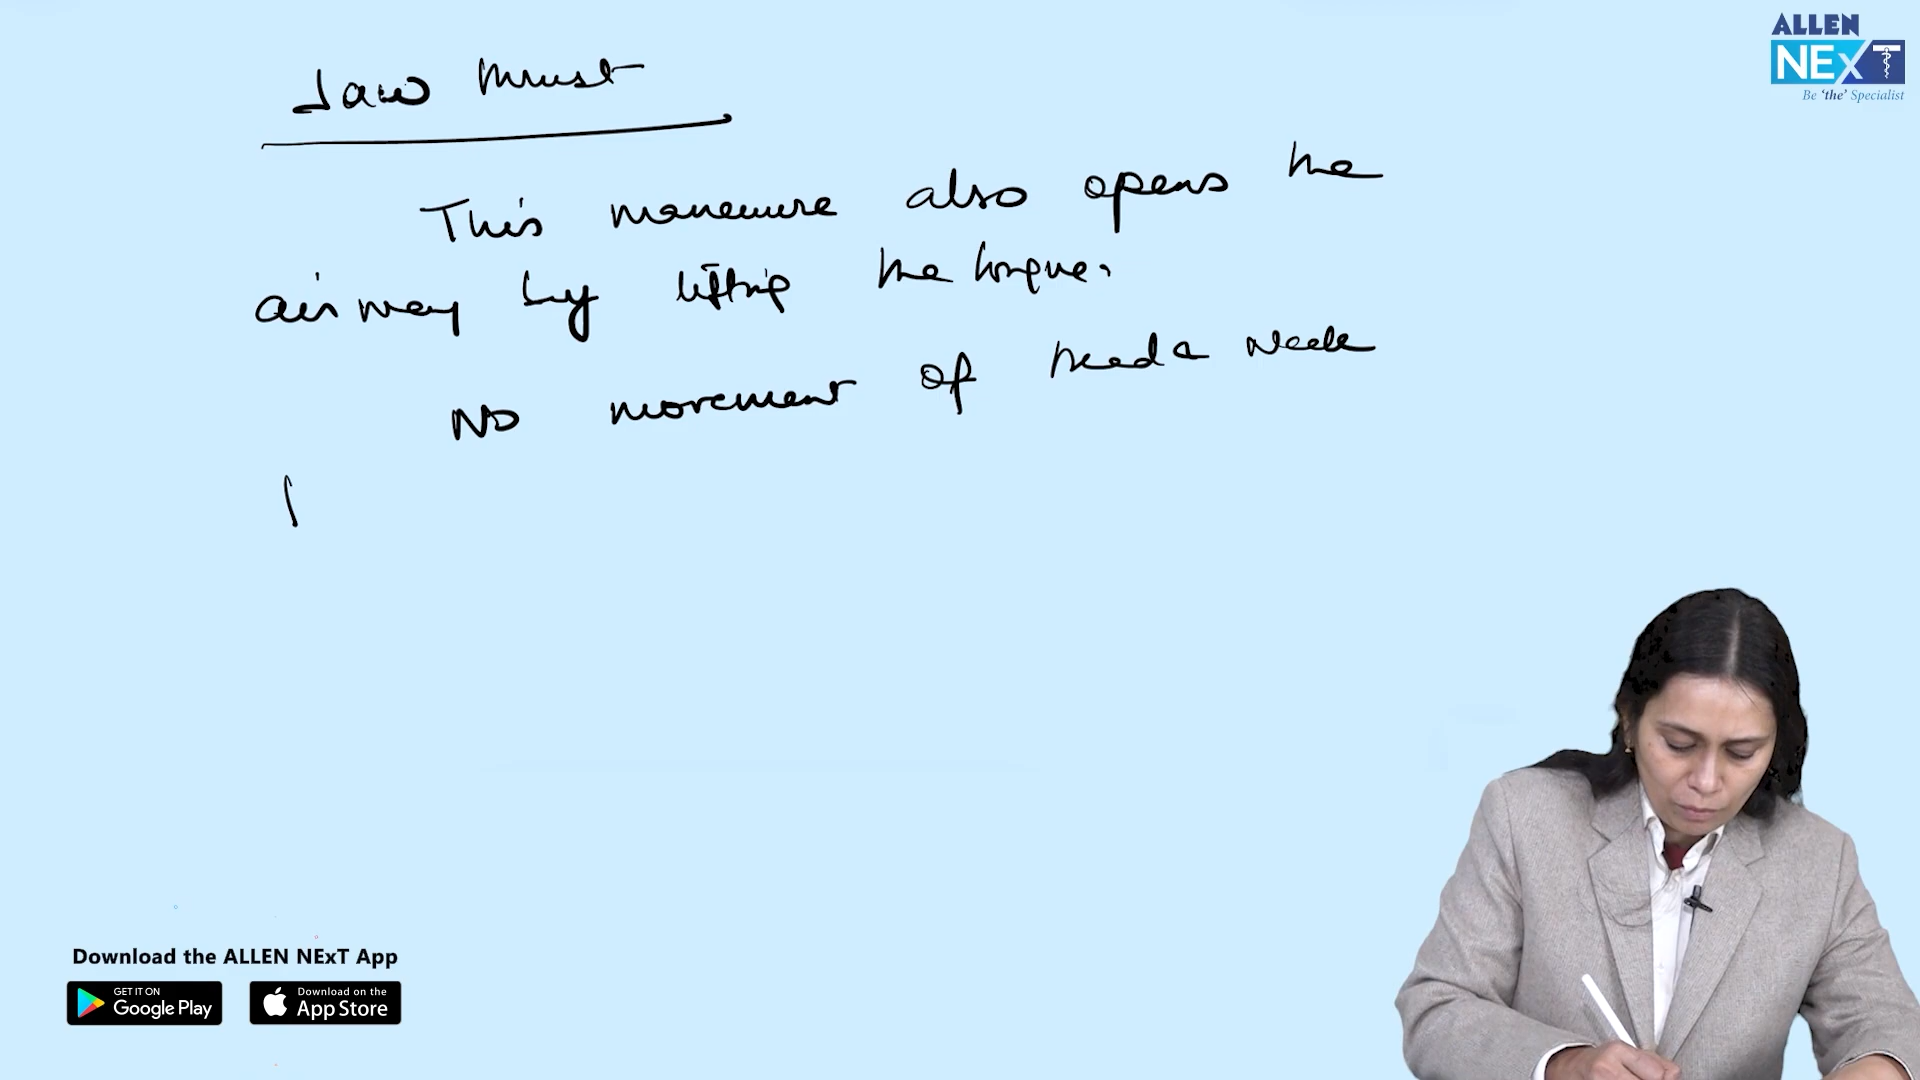 Jaw thrust
This maneuvre also opens the
airway by lifting the tongue.
No movement of head & neck
ALLEN
NEXT
Be 'the' Specialist
Download the ALLEN NExT App
GET IT ON
Google Play
Download on the
App Store